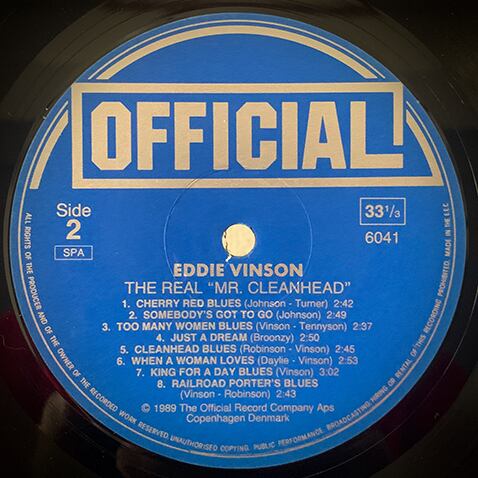 OFFICIAL
Side
2
SPA
33 1/3
6041
EDDIE VINSON
THE REAL "MR. CLEANHEAD"
1. CHERRY RED BLUES (Johnson - Turner) 2:42
2. SOMEBODY'S GOT TO GO (Johnson) 2:49
3. TOO MANY WOMEN BLUES (Vinson - Tennyson) 2:37
4. JUST A DREAM (Broonzy) 2:50
5. CLEANHEAD BLUES (Robinson - Vinson) 2:45
6. WHEN A WOMAN LOVES (Daylie - Vinson) 2:53
7. KING FOR A DAY BLUES (Vinson) 3:02
8. RAILROAD PORTER'S BLUES
(Vinson - Robinson) 2:43
© 1989 The Official Record Company Aps
Copenhagen Denmark
ALL RIGHTS OF THE PRODUCER AND OF THE OWNER OF THE RECORDED WORK RESERVED. UNAUTHORISED COPYING, PUBLIC PERFORMANCE, BROADCASTING, HIRING OR RENTAL OF THIS RECORDING PROHIBITED. MADE IN THE E.E.C.